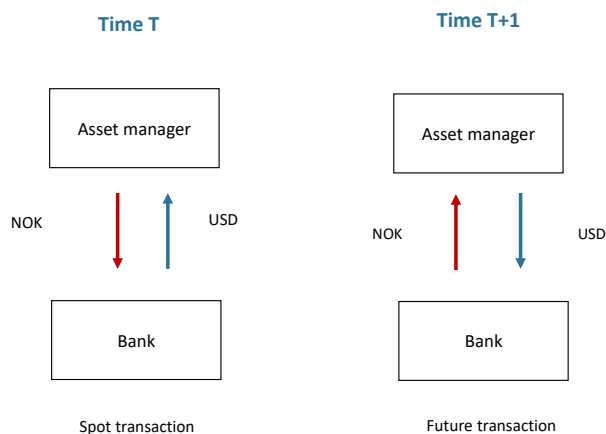 Time T
Time T+1
Asset manager
Asset manager
NOK
USD
NOK
USD
Bank
Bank
Spot transaction
Future transaction